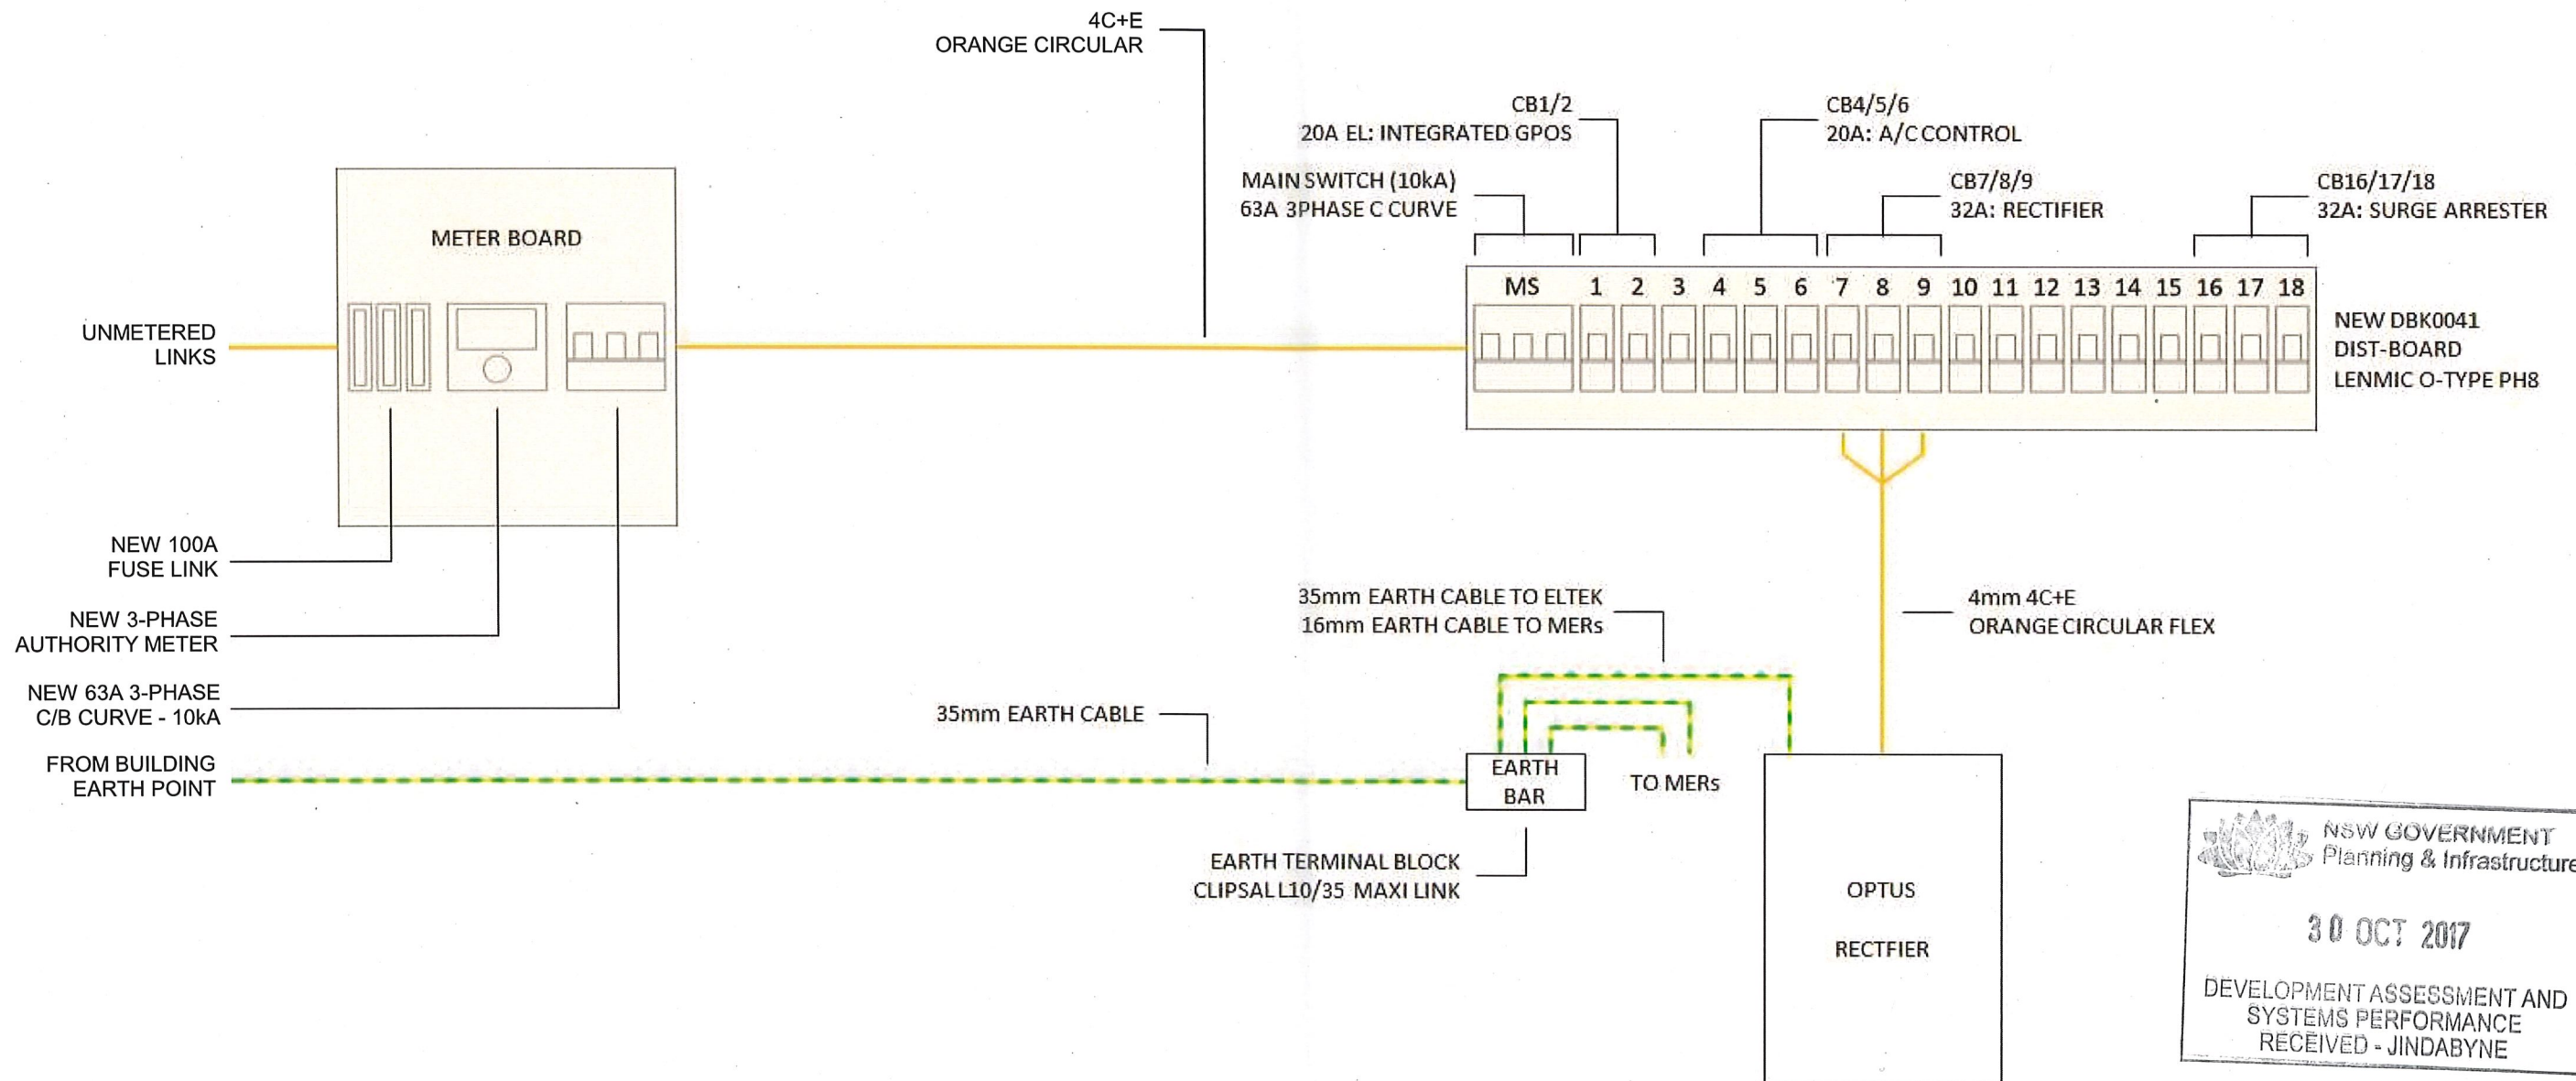 4C+E
ORANGE CIRCULAR
CB1/2
20A EL: INTEGRATED GPOS
CB4/5/6
20A: A/C CONTROL
MAIN SWITCH (10kA)
63A 3PHASE C CURVE
CB7/8/9
32A: RECTIFIER
CB16/17/18
32A: SURGE ARRESTER
METER BOARD
MS 1 2 3 4 5 6 7 8 9 10 11 12 13 14 15 16 17 18
UNMETERED
LINKS
NEW DBK0041
DIST-BOARD
LENMIC O-TYPE PH8
NEW 100A
FUSE LINK
NEW 3-PHASE
AUTHORITY METER
NEW 63A 3-PHASE
C/B CURVE - 10kA
35mm EARTH CABLE TO ELTEK
16mm EARTH CABLE TO MERs
4mm 4C+E
ORANGE CIRCULAR FLEX
35mm EARTH CABLE
FROM BUILDING
EARTH POINT
EARTH
BAR
TO MERs
EARTH TERMINAL BLOCK
CLIPSAL L10/35 MAXI LINK
OPTUS
RECTFIER
NSW GOVERNMENT
Planning & Infrastructure
30 OCT 2017
DEVELOPMENT ASSESSMENT AND
SYSTEMS PERFORMANCE
RECEIVED - JINDABYNE